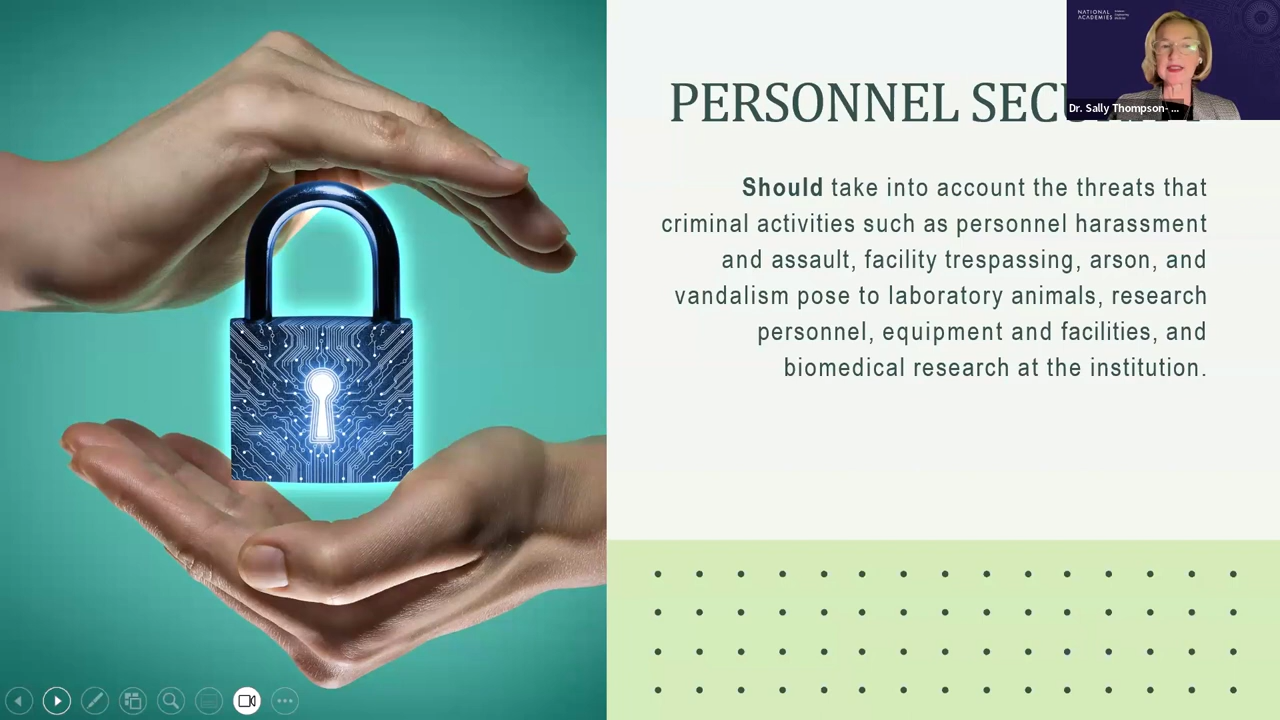 NATIONAL
ACADEMIES
Dr. Sally Thompson- ...
PERSONNEL
Should take into account the threats that
criminal activities such as personnel harassment
and assault, facility trespassing, arson, and
vandalism pose to laboratory animals, research
personnel, equipment and facilities, and
biomedical research at the institution.